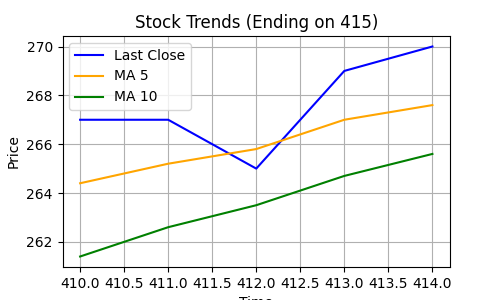 Stock Trends (Ending on 415)
Last Close
MA 5
MA 10
Price
270
268
266
264
262
410.0 410.5 411.0 411.5 412.0 412.5 413.0 413.5 414.0
Time